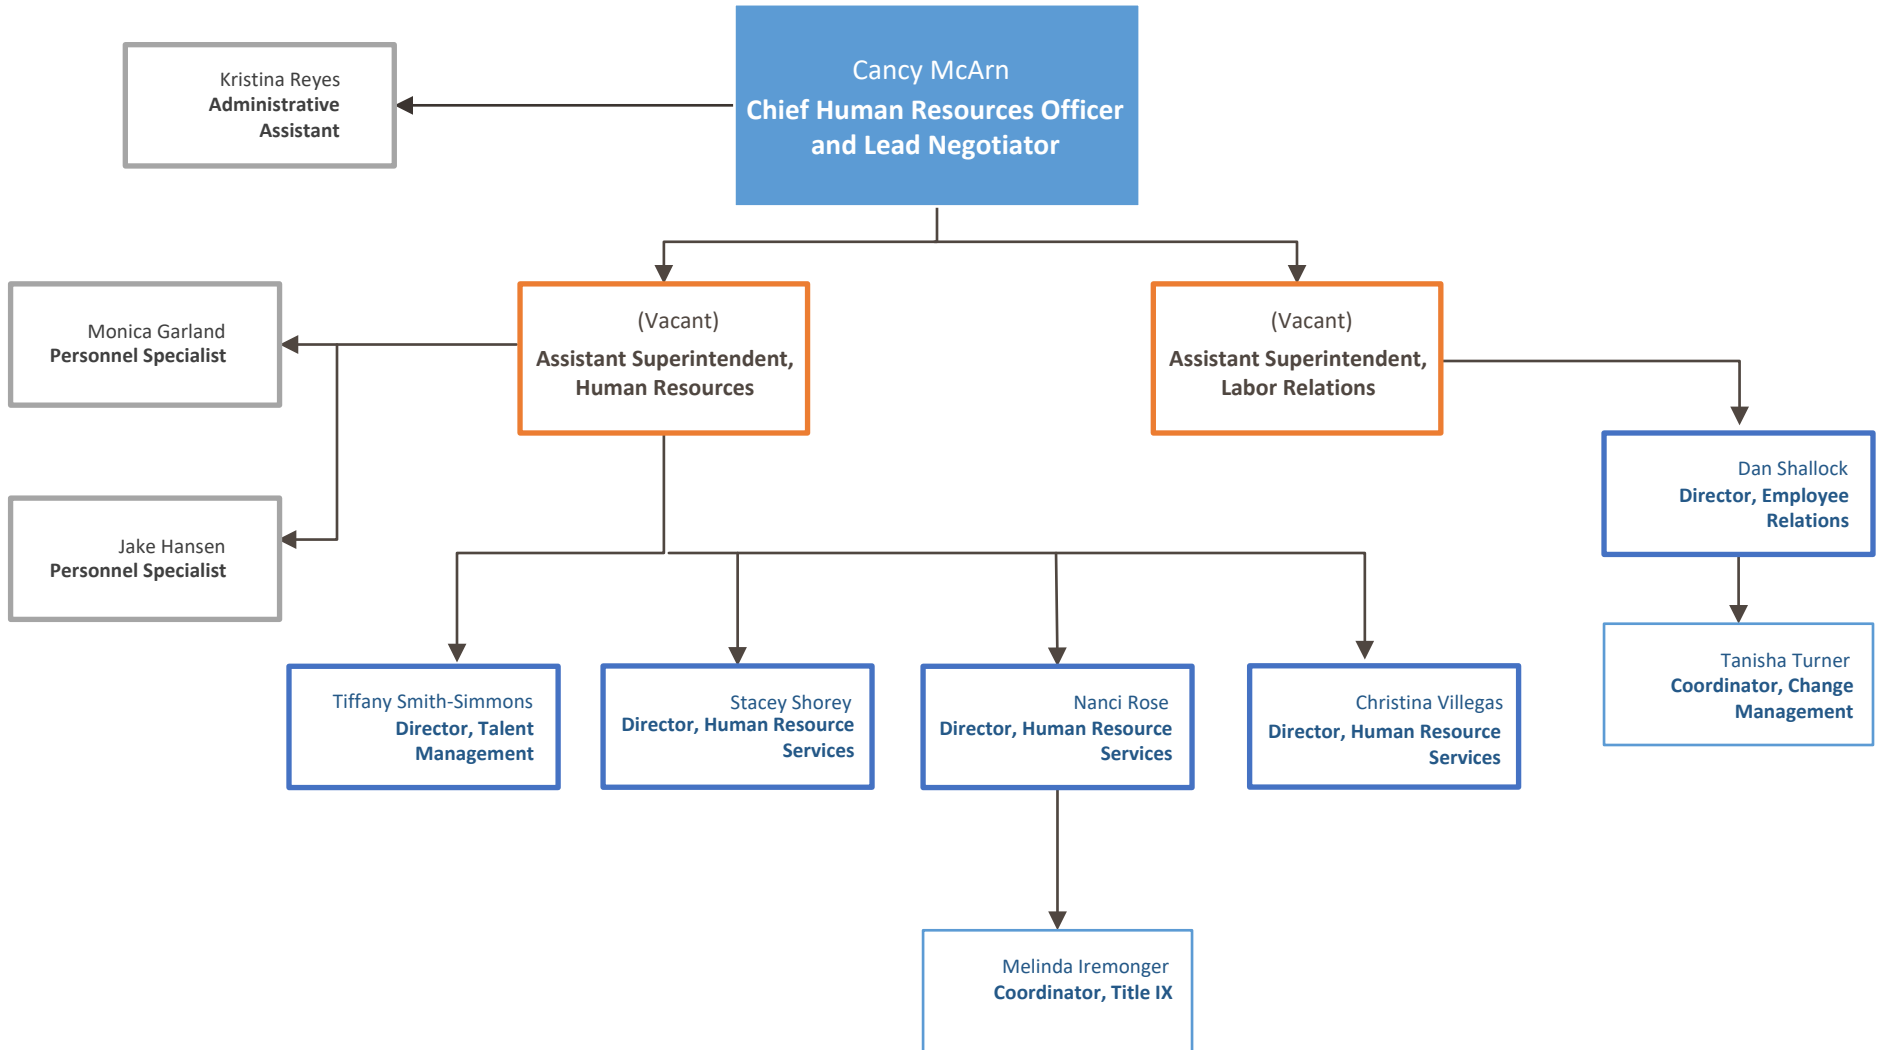 Kristina Reyes
Administrative
Assistant
Cancy McArn
Chief Human Resources Officer
and Lead Negotiator
Monica Garland
Personnel Specialist
(Vacant)
Assistant Superintendent,
Human Resources
(Vacant)
Assistant Superintendent,
Labor Relations
Dan Shallock
Director, Employee
Relations
Jake Hansen
Personnel Specialist
Tiffany Smith-Simmons
Director, Talent
Management
Stacey Shorey
Director, Human Resource
Services
Nanci Rose
Director, Human Resource
Services
Christina Villegas
Director, Human Resource
Services
Tanisha Turner
Coordinator, Change
Management
Melinda Iremonger
Coordinator, Title IX